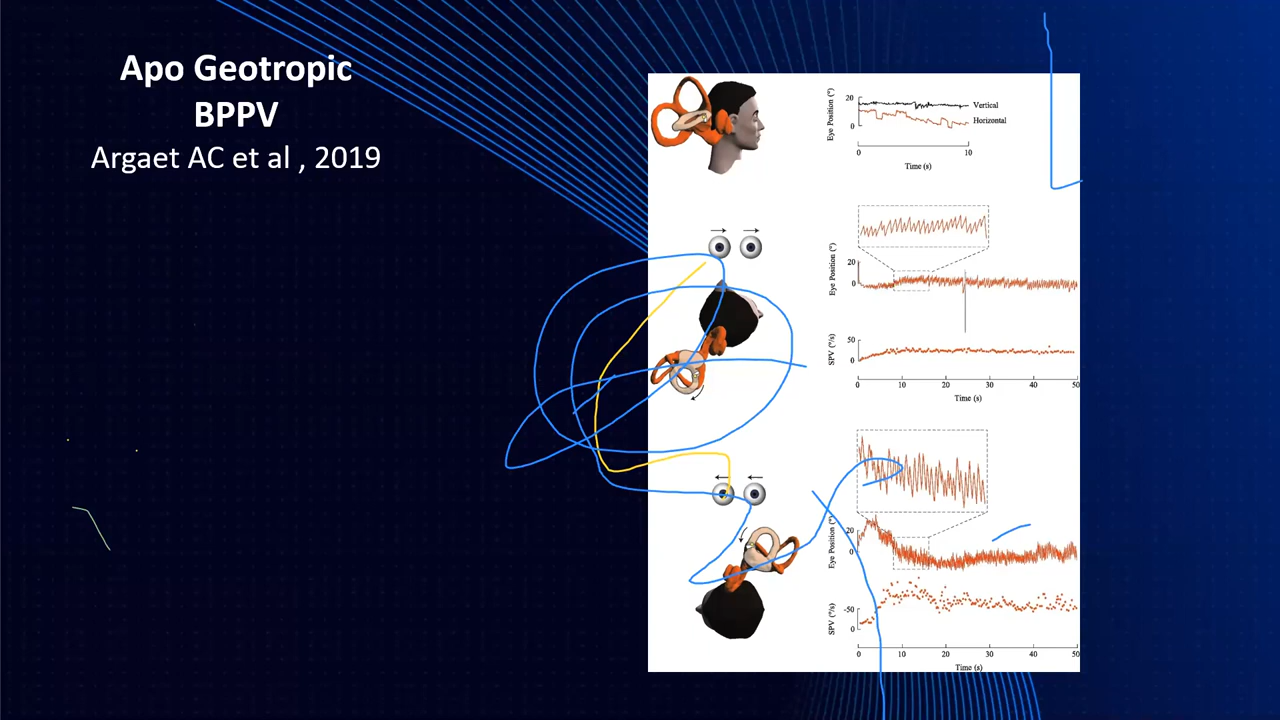 Apo Geotropic
BPPV
Argaet AC et al , 2019
Eye Position (°)
20
0
Vertical
Horizontal
0
10
Time (s)
Eye Position (°)
20
0
SPV (°/s)
50
0
0
10
20
30
40
50
Time (s)
Eye Position (°)
20
0
SPV (°/s)
-50
0
0
10
20
30
40
50
Time (s)